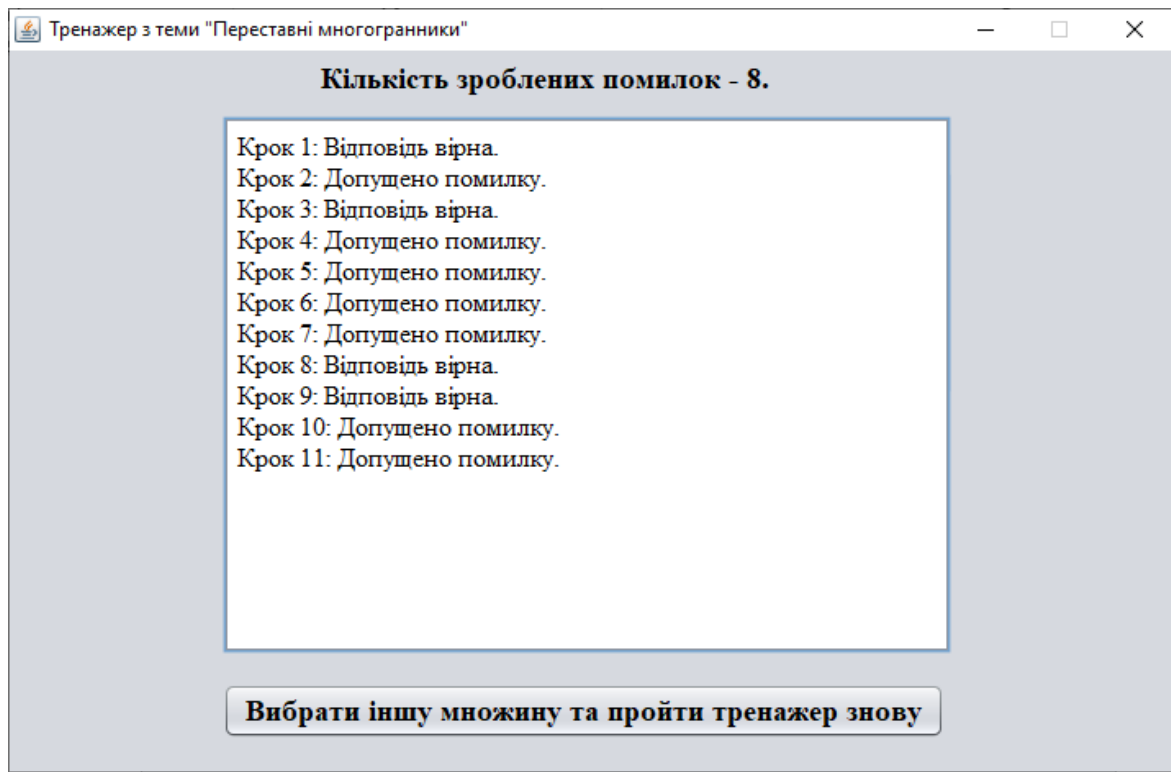 Тренажер з теми "Переставні многогранники"
Кількість зроблених помилок - 8.
Крок 1: Відповідь вірна.
Крок 2: Допущено помилку.
Крок 3: Відповідь вірна.
Крок 4: Допущено помилку.
Крок 5: Допущено помилку.
Крок 6: Допущено помилку.
Крок 7: Допущено помилку.
Крок 8: Відповідь вірна.
Крок 9: Відповідь вірна.
Крок 10: Допущено помилку.
Крок 11: Допущено помилку.
Вибрати іншу множину та пройти тренажер знову